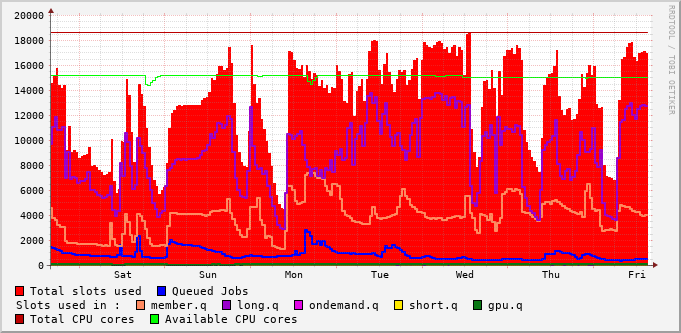 20000
18000
16000
14000
12000
10000
8000
6000
4000
2000
0
Sat Sun Mon Tue Wed Thu Fri
RRDTOOL / TOBI OETIKER
Total slots used Queued Jobs
Slots used in : member.q long.q ondemand.q short.q gpu.q
Total CPU cores Available CPU cores